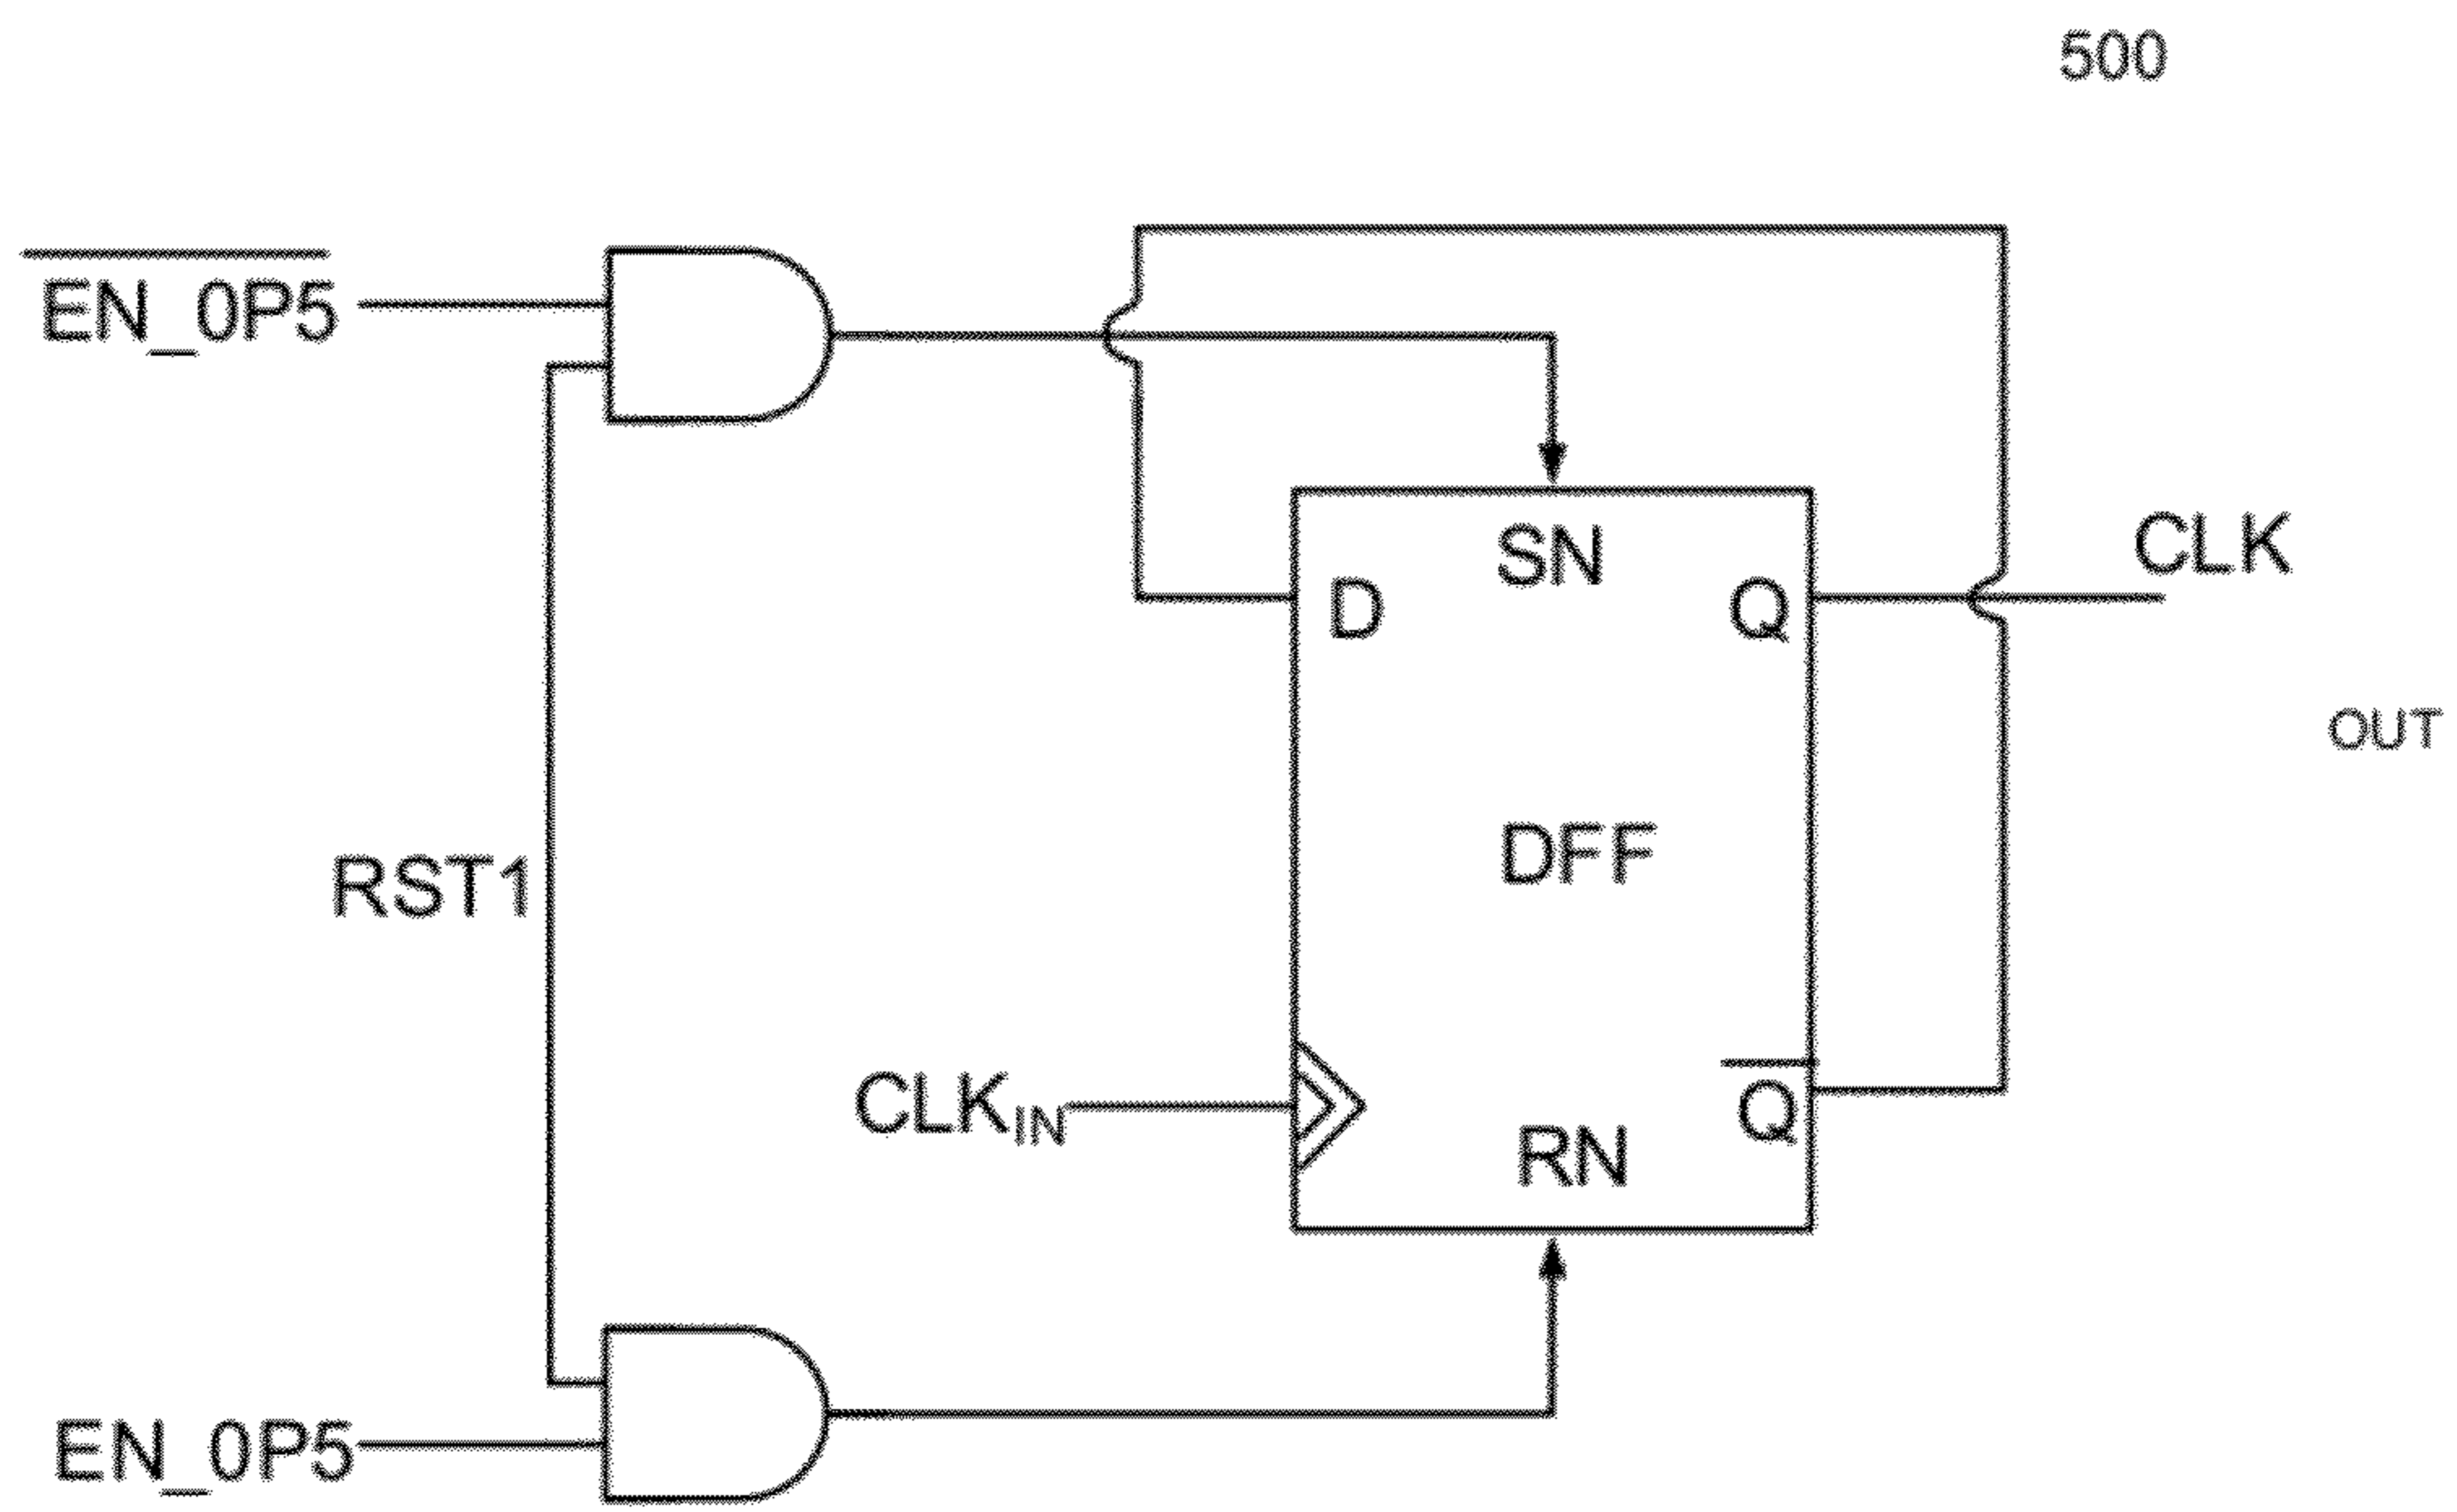 500
EN_0P5
SN
CLK
D
Q
OUT
DFF
RST1
CLKIN
Q
RN
EN_0P5